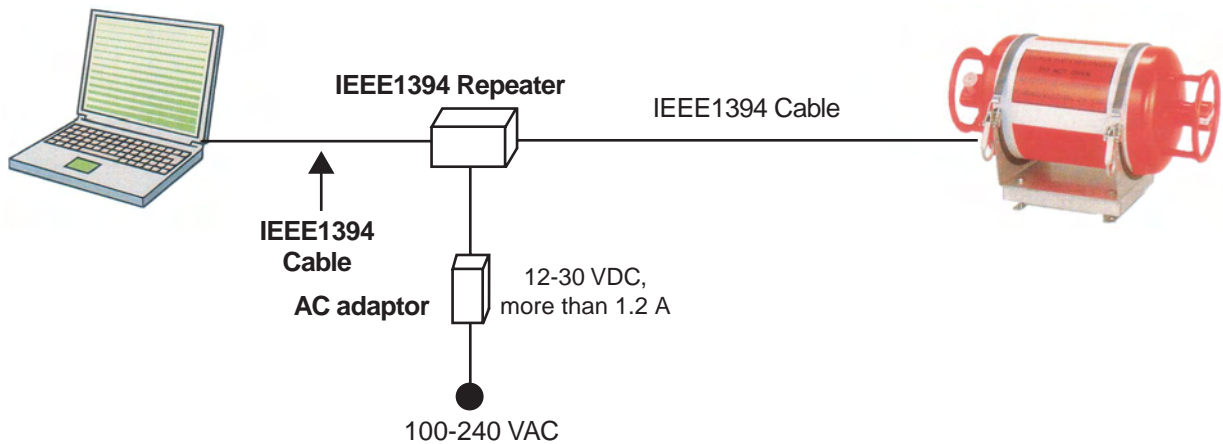 IEEE1394 Repeater
IEEE1394 Cable
IEEE1394
Cable
AC adaptor
12-30 VDC,
more than 1.2 A
100-240 VAC